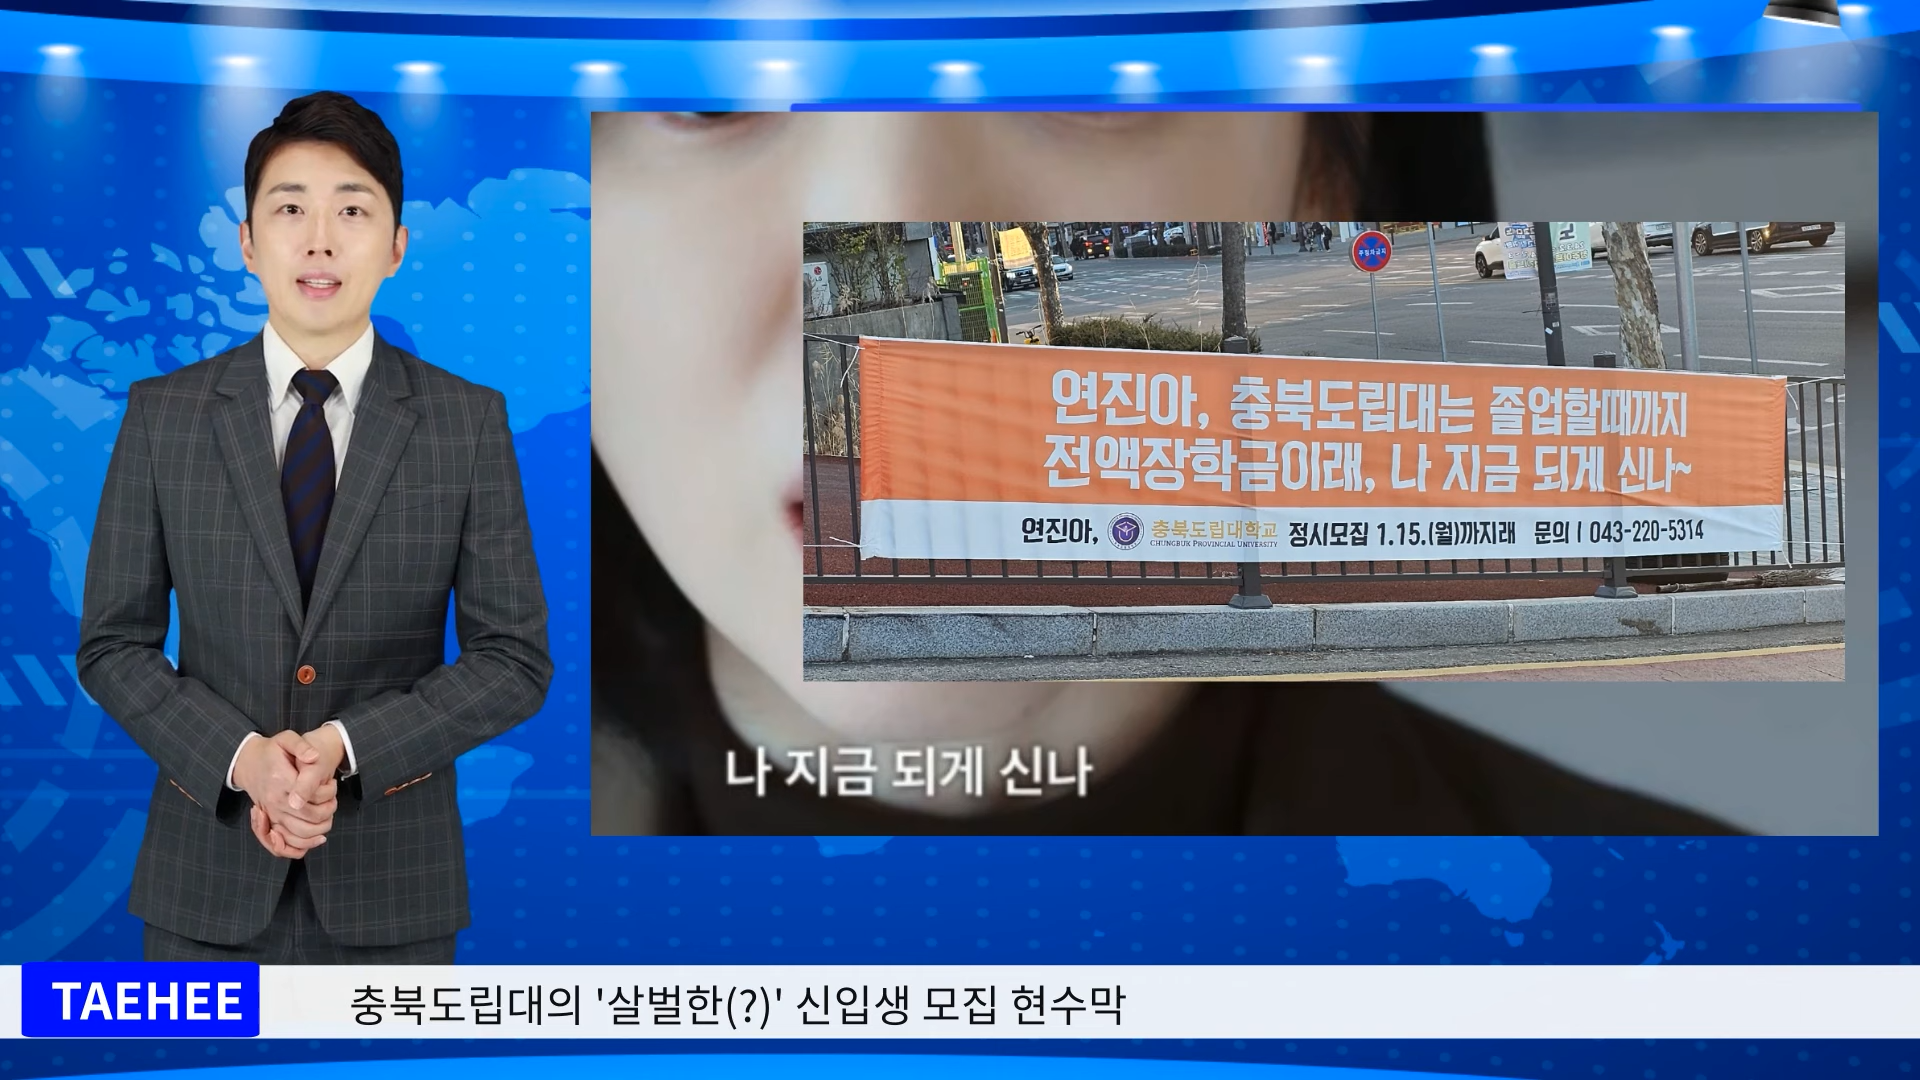 연진아, 충북도립대는 졸업할때까지
전액장학금이래, 나 지금 되게 신나~
연진아, 충북도립대학교 정시모집 1.15.(월)까지래 문의 I 043-220-5314
CHUNGBUK PROVINCIAL UNIVERSITY
나 지금 되게 신나
TAEHEE 충북도립대의 '살벌한(?)' 신입생 모집 현수막